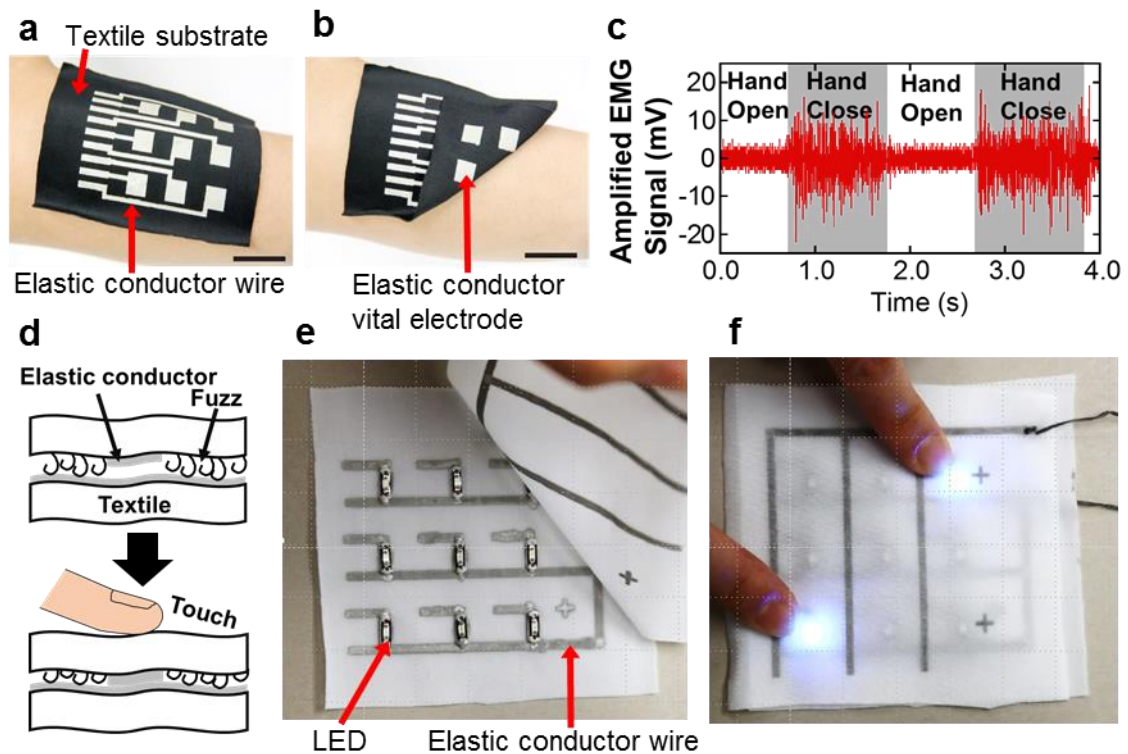 a
Textile substrate
Elastic conductor wire
b
Elastic conductor
vital electrode
c
Amplified EMG
Signal (mV)
20
10
0
-10
-20
Hand
Open
Hand
Close
Hand
Open
Hand
Close
0.0 1.0 2.0 3.0 4.0
Time (s)
d
Elastic conductor
Fuzz
Textile
Touch
e
LED
Elastic conductor wire
+
+
f
+
+